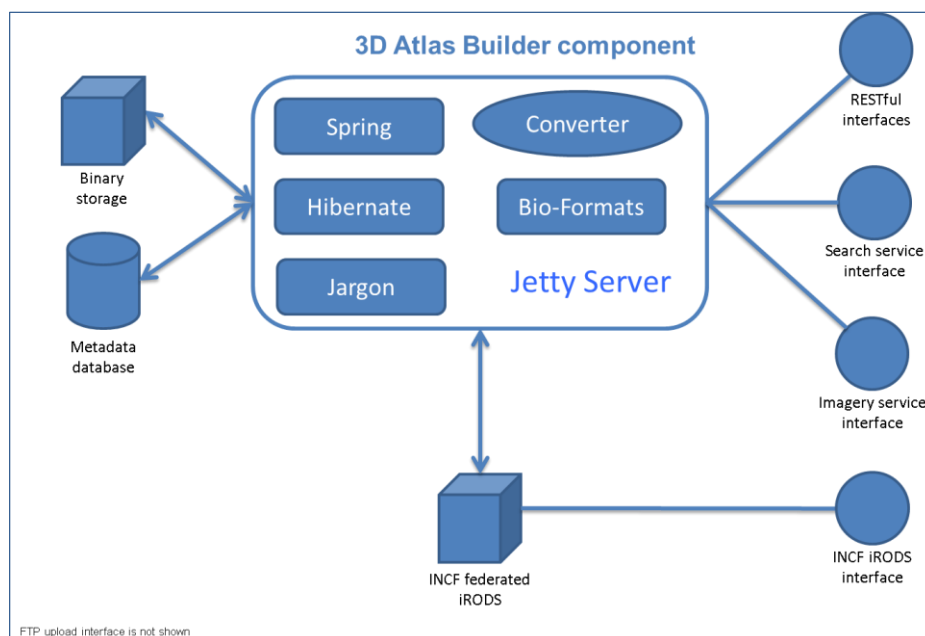 3D Atlas Builder component
Spring
Converter
Hibernate
Bio-Formats
Jargon
Jetty Server
Binary
storage
Metadata
database
RESTful
interfaces
Search service
interface
Imagery service
interface
INCF federated
iRODS
INCF iRODS
interface
FTP upload interface is not shown